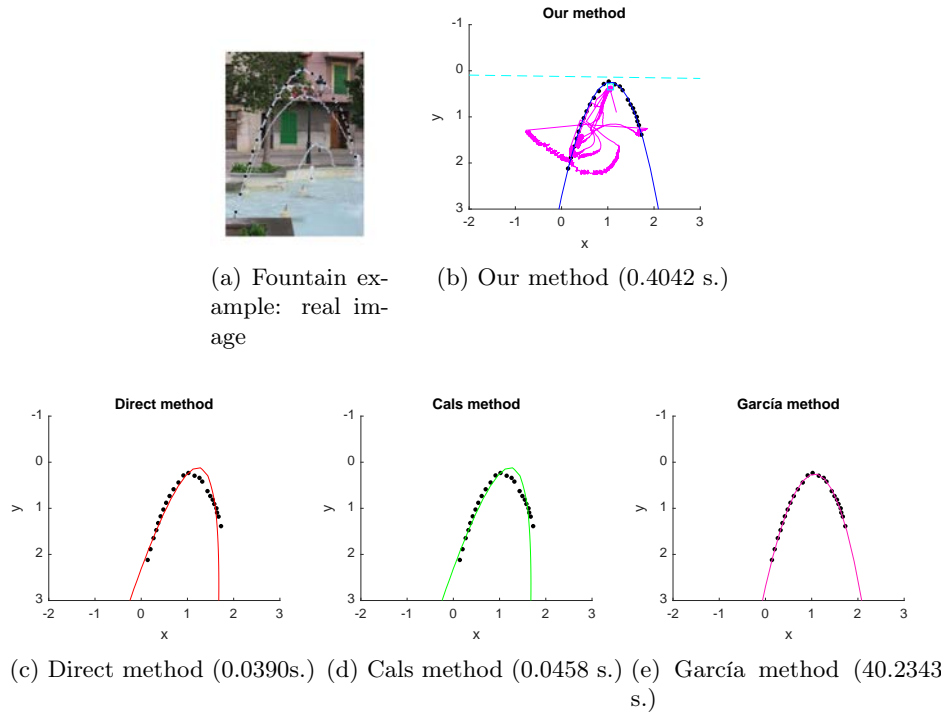 Our method
-1
0
1
2
3
y
-2 -1 0 1 2 3
x
(a) Fountain ex-
ample: real im-
age
(b) Our method (0.4042 s.)
Direct method
-1
0
1
2
3
y
-2 -1 0 1 2 3
x
Cals method
-1
0
1
2
3
y
-2 -1 0 1 2 3
x
García method
-1
0
1
2
3
y
-2 -1 0 1 2 3
x
(c) Direct method (0.0390s.)
(d) Cals method (0.0458 s.)
(e) García method (40.2343
s.)